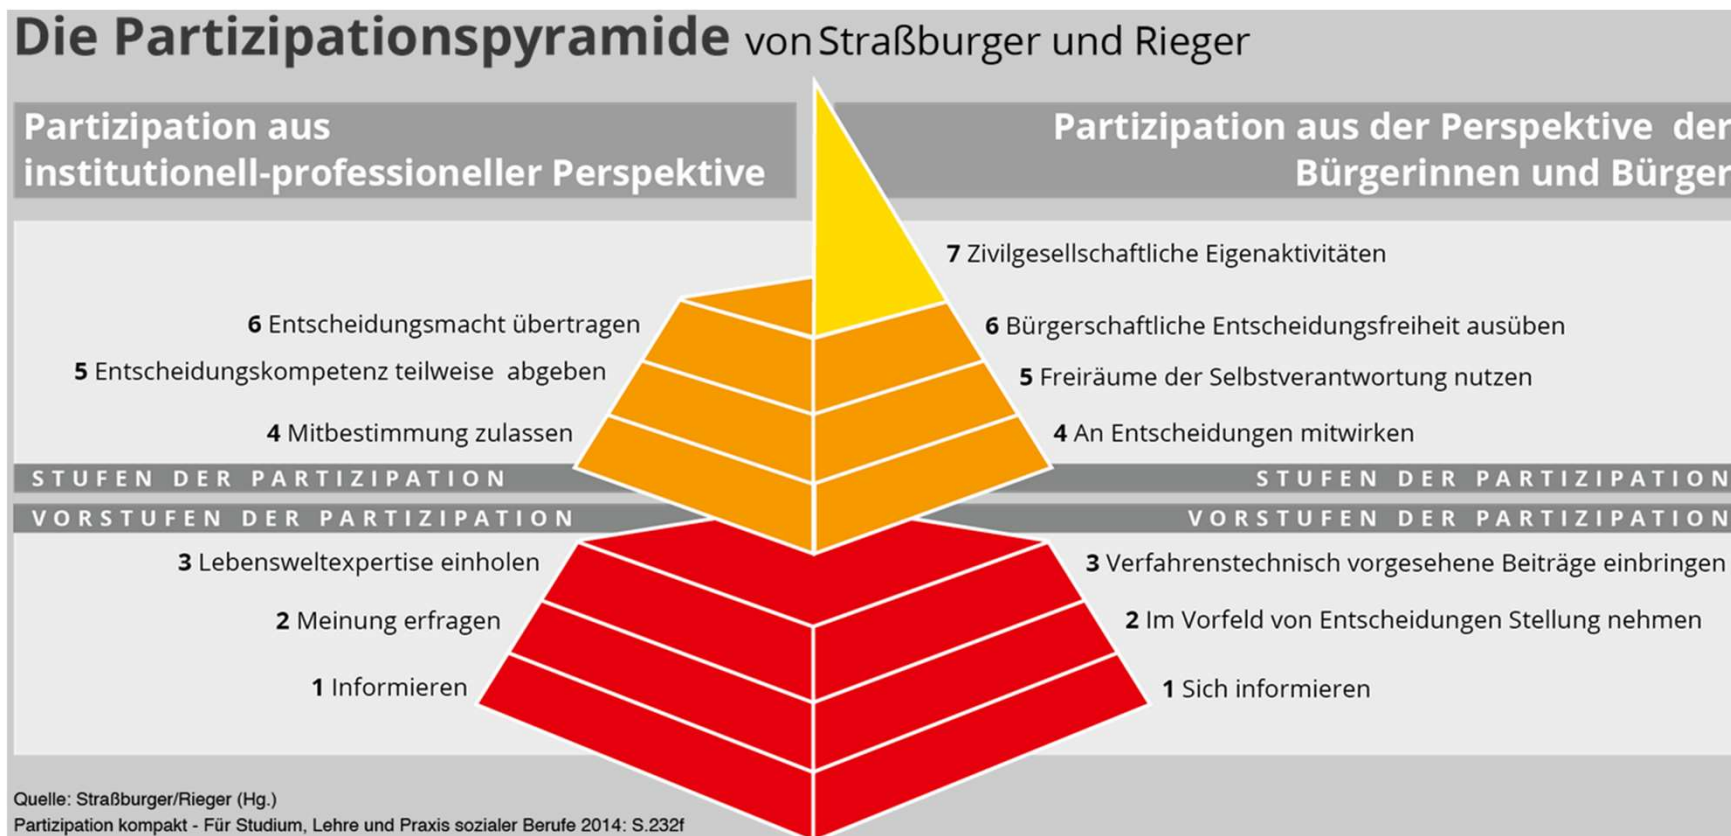 Die Partizipationspyramide von Straßburger und Rieger
Partizipation aus
institutionell-professioneller Perspektive
Partizipation aus der Perspektive der
Bürgerinnen und Bürger
6 Entscheidungsmacht übertragen
5 Entscheidungskompetenz teilweise abgeben
4 Mitbestimmung zulassen
STUFEN DER PARTIZIPATION
VORSTUFEN DER PARTIZIPATION
3 Lebensweltexpertise einholen
2 Meinung erfragen
1 Informieren
7 Zivilgesellschaftliche Eigenaktivitäten
6 Bürgerschaftliche Entscheidungsfreiheit ausüben
5 Freiräume der Selbstverantwortung nutzen
4 An Entscheidungen mitwirken
STUFEN DER PARTIZIPATION
VORSTUFEN DER PARTIZIPATION
3 Verfahrenstechnisch vorgesehene Beiträge einbringen
2 Im Vorfeld von Entscheidungen Stellung nehmen
1 Sich informieren
Quelle: Straßburger/Rieger (Hg.)
Partizipation kompakt - Für Studium, Lehre und Praxis sozialer Berufe 2014: S.232f